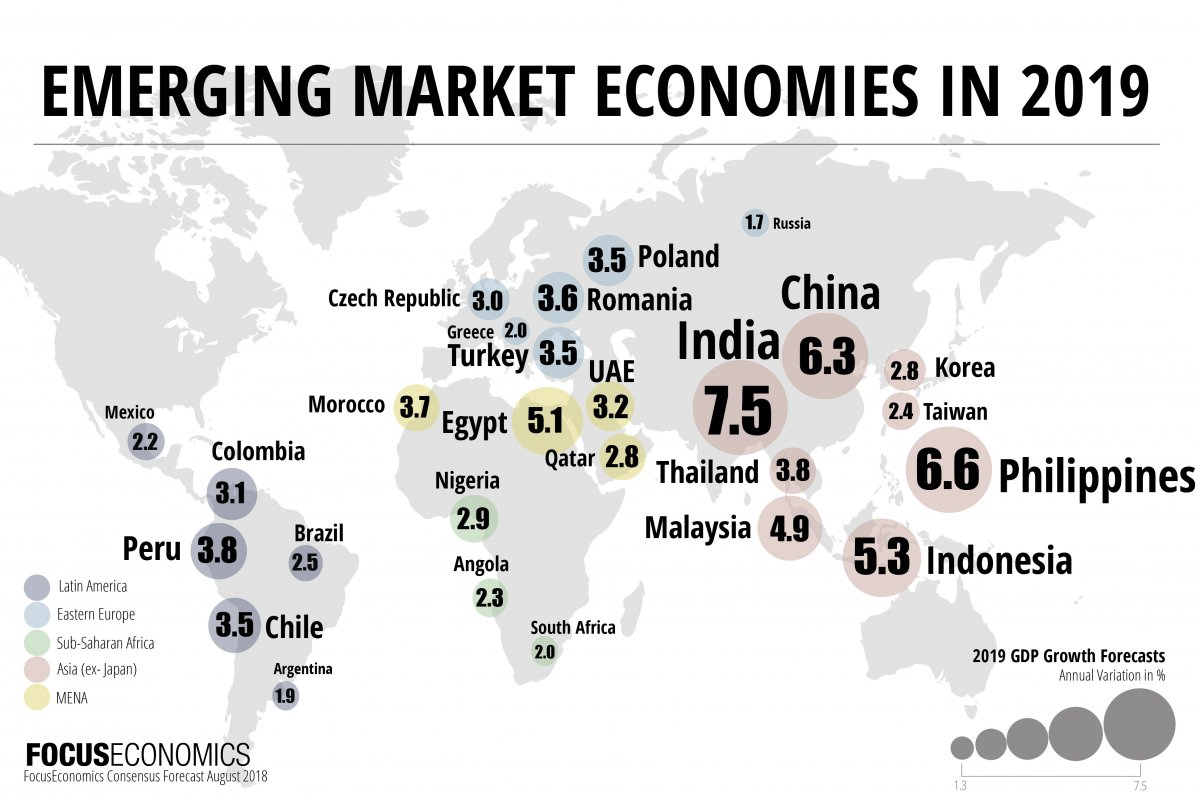 EMERGING MARKET ECONOMIES IN 2019
1.7 Russia
3.5 Poland
Czech Republic 3.0
3.6 Romania
China
Greece 2.0
Turkey 3.5
India
6.3
UAE
3.2
2.8 Korea
Morocco 3.7
Egypt 5.1
7.5
2.4 Taiwan
Mexico
2.2
Colombia
3.1
Qatar 2.8
Thailand 3.8
6.6 Philippines
Nigeria
2.9
Malaysia 4.9
Peru 3.8
Brazil
2.5
5.3 Indonesia
Angola
2.3
3.5 Chile
South Africa
2.0
Argentina
1.9
Latin America
Eastern Europe
Sub-Saharan Africa
Asia (ex- Japan)
MENA
2019 GDP Growth Forecasts
Annual Variation in %
1.3 7.5
FOCUSECONOMICS
FocusEconomics Consensus Forecast August 2018